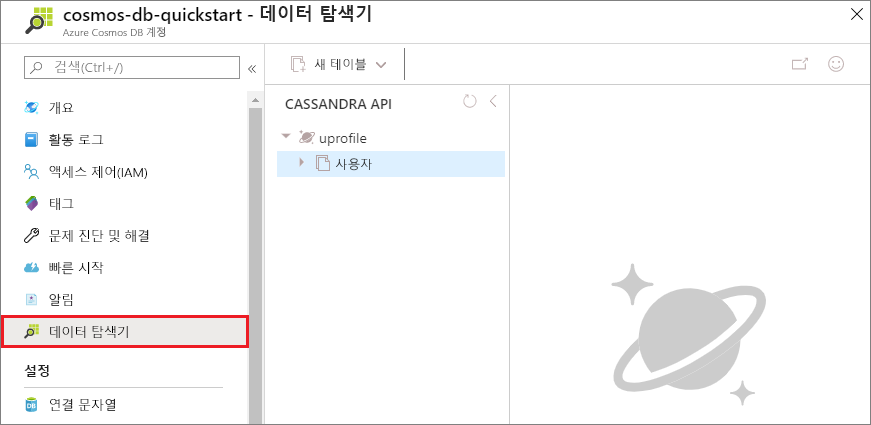 cosmos-db-quickstart - 데이터 탐색기
Azure Cosmos DB 계정
검색(Ctrl+/)
«
개요
활동 로그
액세스 제어(IAM)
태그
문제 진단 및 해결
빠른 시작
알림
데이터 탐색기
설정
DB
연결 문자열
새 테이블
CASSANDRA API
uprofile
사용자